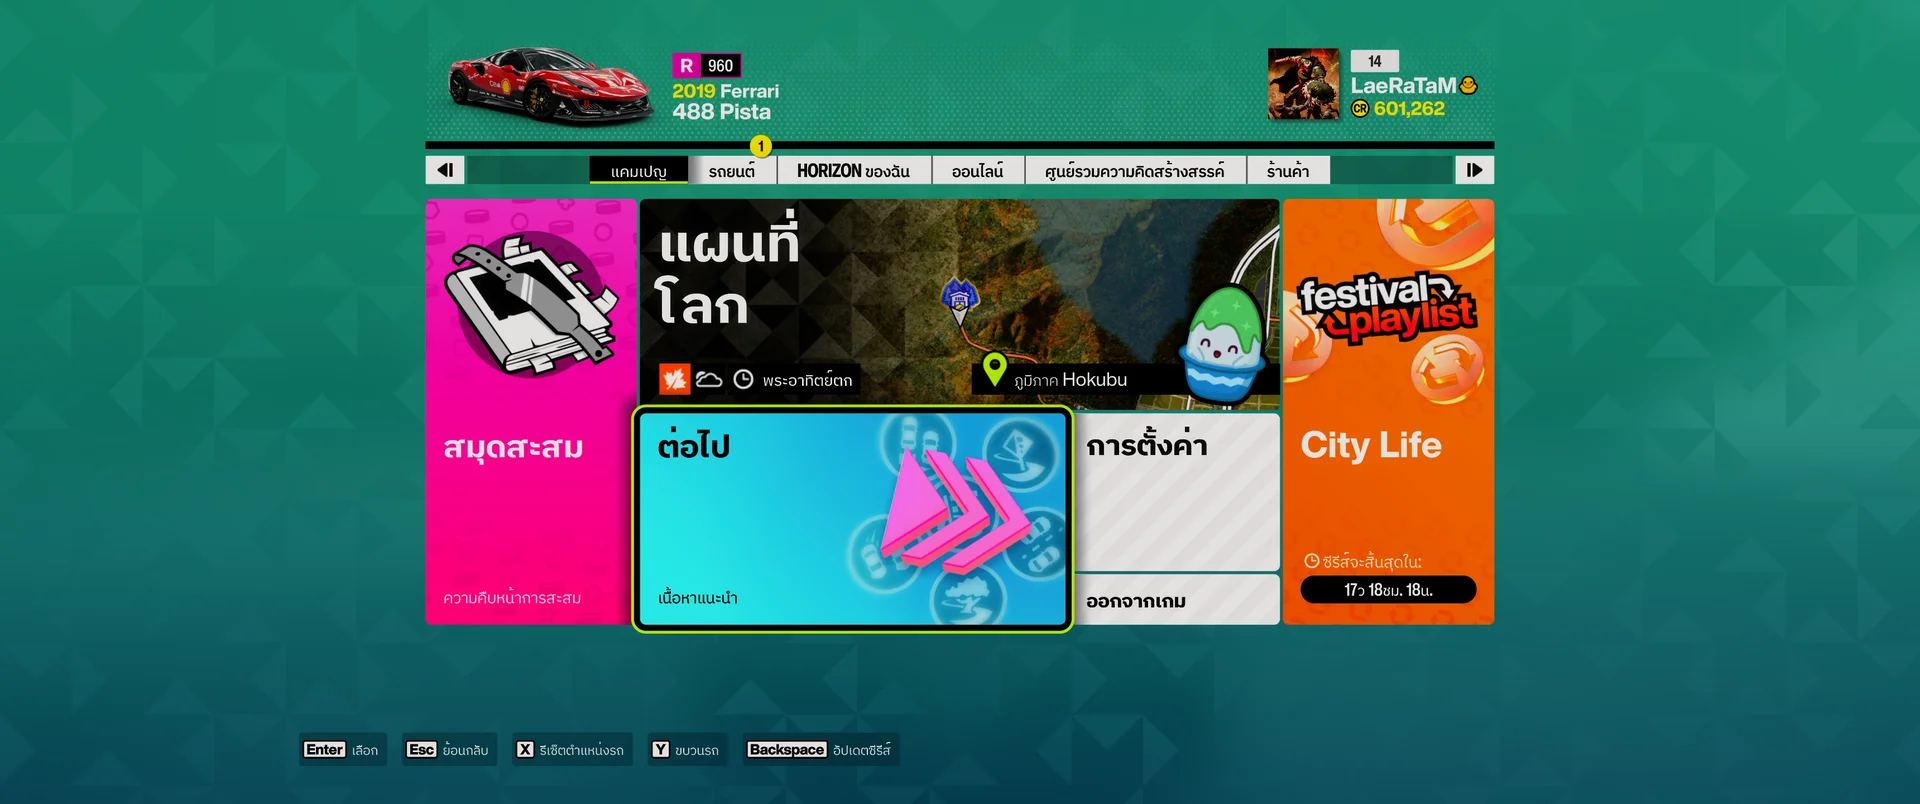 R 960
2019 Ferrari
488 Pista
14
LaeRaTaM
CR 601,262
1
แคมเปญ
รถยนต์
HORIZON ของฉัน
ออนไลน์
ศูนย์รวมความคิดสร้างสรรค์
ร้านค้า
สมุดสะสม
ความคืบหน้าการสะสม
แผนที่
โลก
พระอาทิตย์ตก
ภูมิภาค Hokubu
ต่อไป
เนื้อหาแนะนำ
การตั้งค่า
ออกจากเกม
festival
playlist
City Life
ซีรีส์จะสิ้นสุดใน:
17ว 18ชม. 18น.
Enter เลือก
Esc ย้อนกลับ
X รีเซ็ตตำแหน่งรถ
Y ขบวนรถ
Backspace อัปเดตซีรีส์